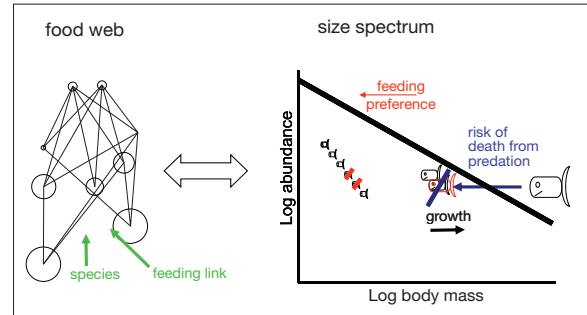 food web
size spectrum
feeding
preference
risk of
death from
predation
Log abundance
growth
species
feeding link
Log body mass